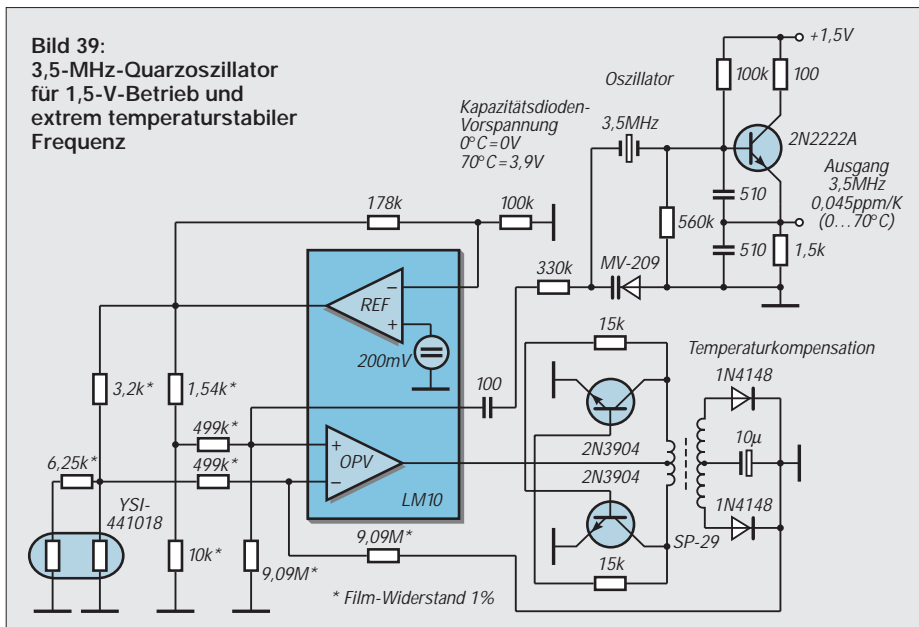 Bild 39:
3,5-MHz-Quarzoszillator
für 1,5-V-Betrieb und
extrem temperaturstabiler
Frequenz
+1,5V
100k
100
Oszillator
Kapazitätsdioden-
Vorspannung
0°C=0V
70°C=3,9V
3,5MHz
2N2222A
Ausgang
3,5MHz
0,045ppm/K
(0...70°C)
510
560k
510
1,5k
178k
100k
330k
MV-209
REF
200mV
15k
Temperaturkompensation
1N4148
3,2k*
1,54k*
100
499k*
2N3904
10µ
6,25k*
499k*
OPV
LM10
2N3904
1N4148
YSI-
441018
SP-29
10k*
9,09M*
9,09M*
15k
* Film-Widerstand 1%